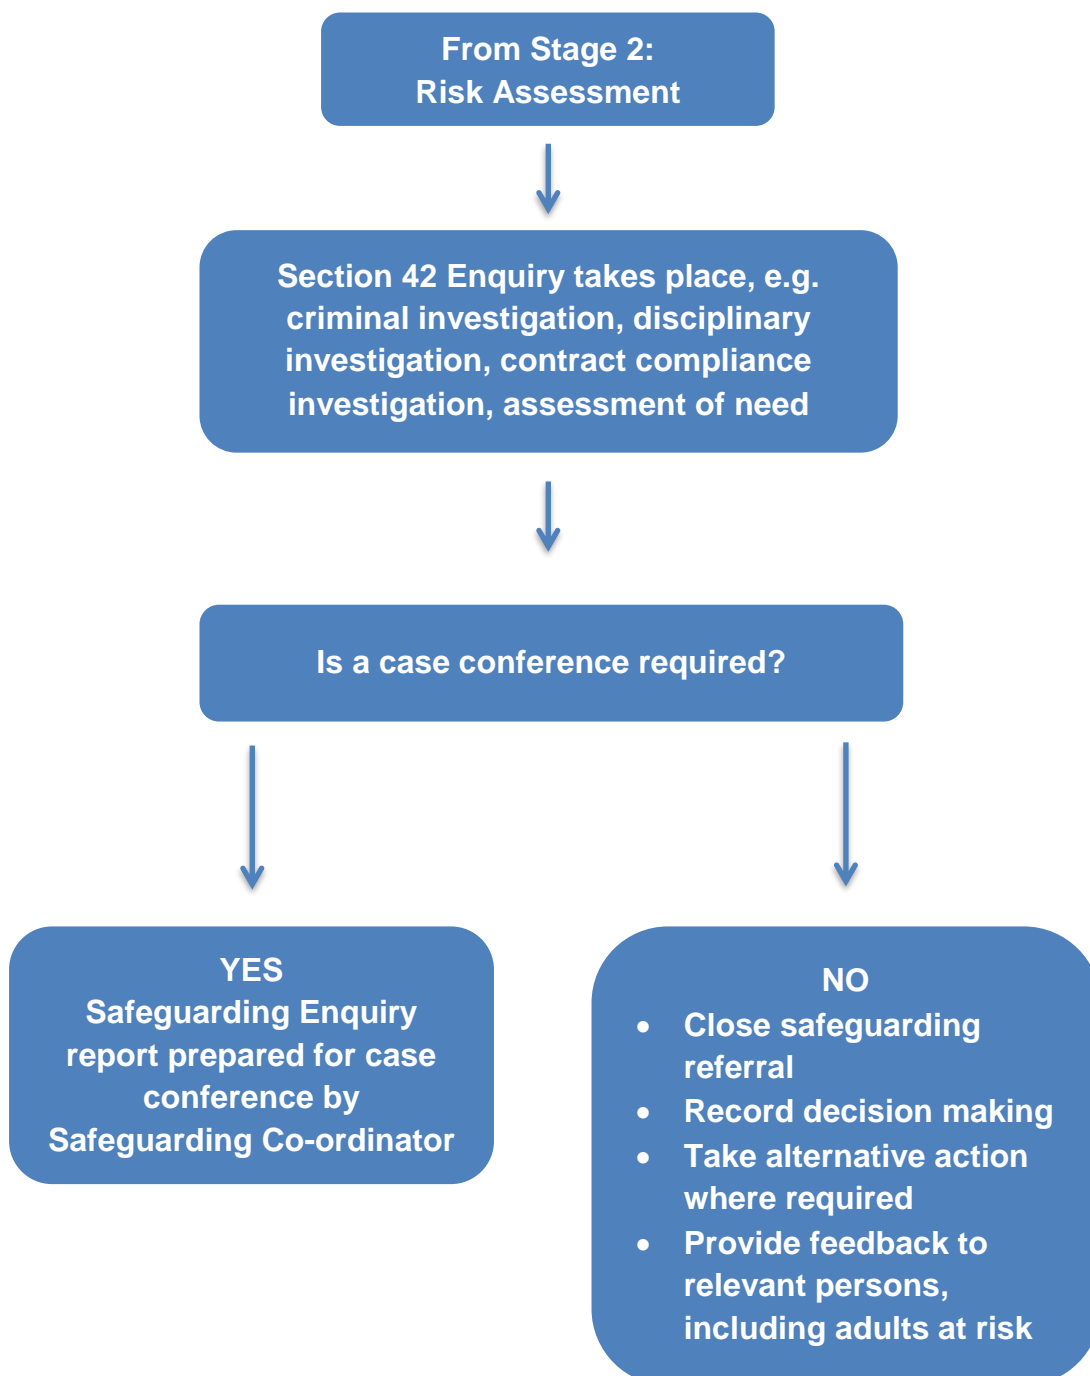 From Stage 2:
Risk Assessment
Section 42 Enquiry takes place, e.g.
criminal investigation, disciplinary
investigation, contract compliance
investigation, assessment of need
Is a case conference required?
YES
Safeguarding Enquiry
report prepared for case
conference by
Safeguarding Co-ordinator
NO
• Close safeguarding
referral
• Record decision making
• Take alternative action
where required
• Provide feedback to
relevant persons,
including adults at risk